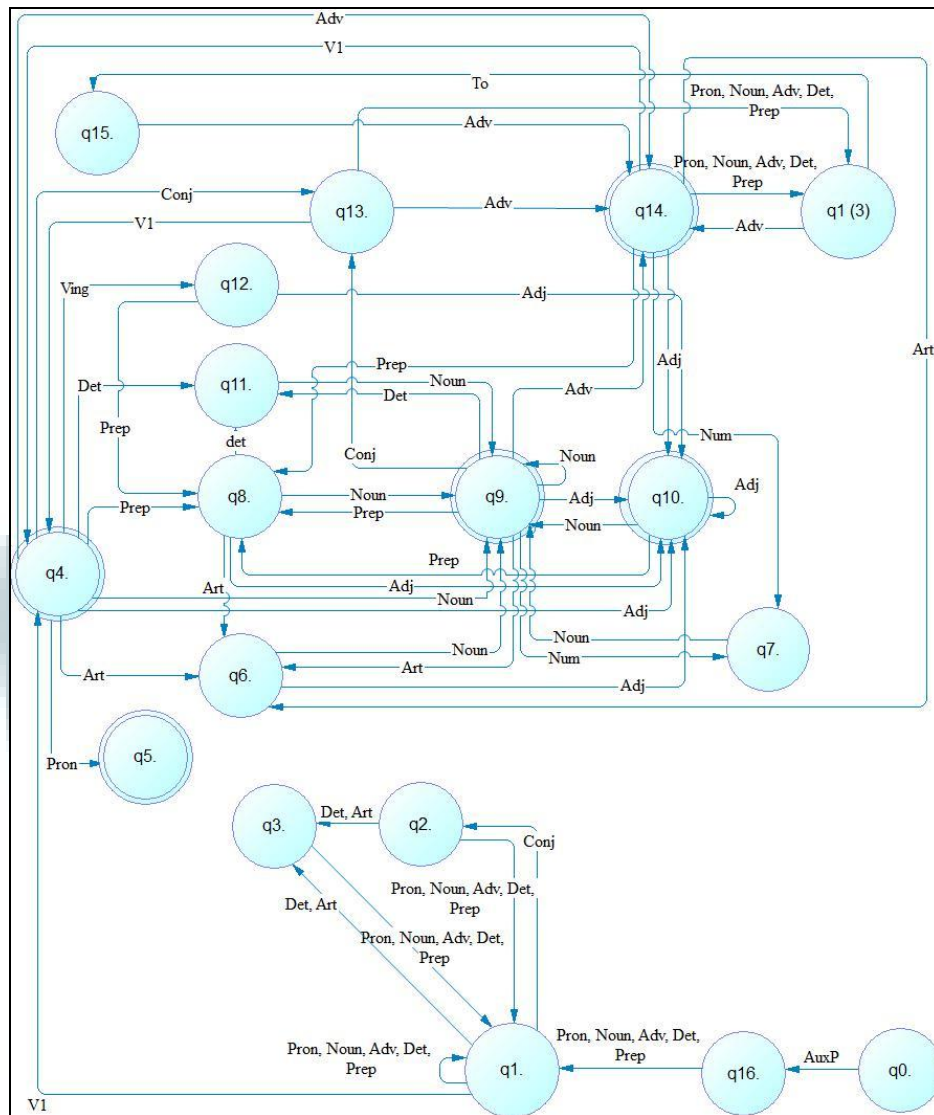 Adv
V1
To
Pron, Noun, Adv, Det,
Prep
q15.
Adv
Pron, Noun, Adv, Det,
Prep
Conj
q13.
Adv
q14.
q1 (3)
V1
Adv
q12.
Ving
Adj
Art
Prep
Adj
q11.
Noun
Adv
Det
Det
Prep
det
Conj
Num
Noun
q8.
Noun
q9.
Adj
q10.
Adj
Prep
Prep
Noun
q4.
Prep
Art
Adj
Noun
Adj
Noun
q7.
Noun
Art
Num
Art
q6.
Adj
Pron
q5.
q3.
Det, Art
q2.
Conj
Det, Art
Pron, Noun, Adv, Det,
Prep
Pron, Noun, Adv, Det,
Prep
Pron, Noun, Adv, Det,
Prep
Pron, Noun, Adv, Det,
Prep
q1.
q16.
AuxP
q0.
V1